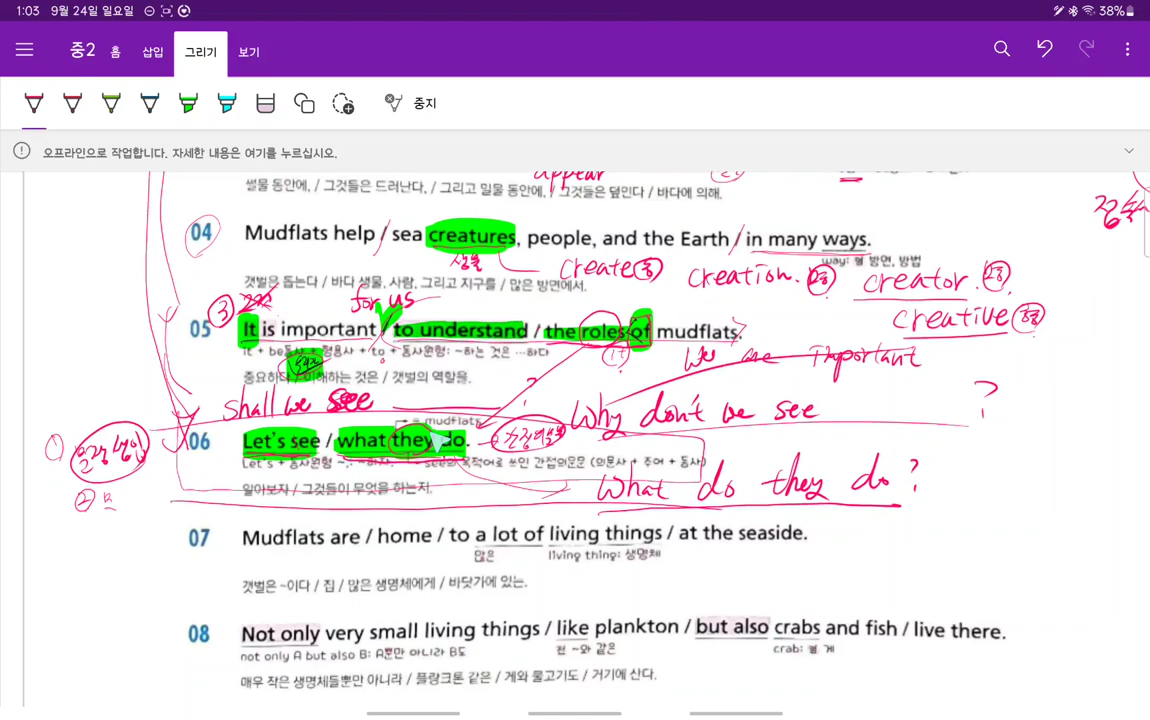 1:03 9월 24일 일요일 38%
중2 홈 삽입 그리기 보기
중지
오프라인으로 작업합니다. 자세한 내용은 여기를 누르십시오.
appear
썰물 동안에, / 그것들은 드러난다, / 그리고 밀물 동안에, / 그것들은 덮인다 / 바다에 의해.
04 Mudflats help / sea creatures, people, and the Earth / in many ways.
생물 create creation. creator.
way: 명 방면, 방법
갯벌은 돕는다 / 바다 생물, 사람, 그리고 지구를 / 많은 방면에서.
③ for us creative
05 It is important / to understand / the roles of mudflats.
it + be동사 + 형용사 + to + 동사원형: ~하는 것은 …하다
We are important
중요하다 / 이해하는 것은 / 갯벌의 역할을.
shall we see ? Why don't we see ?
= mudflats
06 Let's see / what they do.
Let's + 동사원형 ~.: ~하자. see의 목적어로 쓰인 간접의문문 (의문사 + 주어 + 동사)
What do they do?
알아보자 / 그것들이 무엇을 하는지.
07 Mudflats are / home / to a lot of living things / at the seaside.
많은 living thing: 생명체
갯벌은 ~이다 / 집 / 많은 생명체에게 / 바닷가에 있는.
08 Not only very small living things / like plankton / but also crabs and fish / live there.
not only A but also B: A뿐만 아니라 B도 전 ~와 같은 crab: 명 게
매우 작은 생명체들뿐만 아니라 / 플랑크톤 같은 / 게와 물고기도 / 거기에 산다.